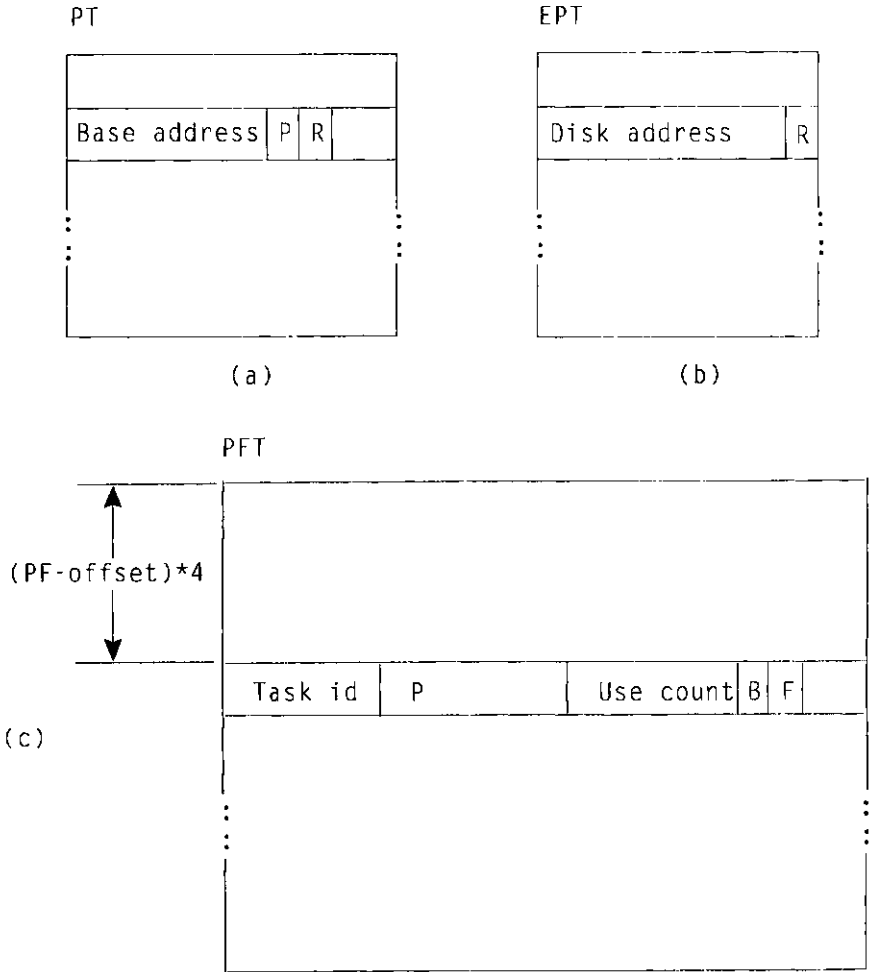 PT
EPT
Base address P R
Disk address R
(a)
(b)
PFT
(PF-offset)*4
Task id P Use count B F
(c)